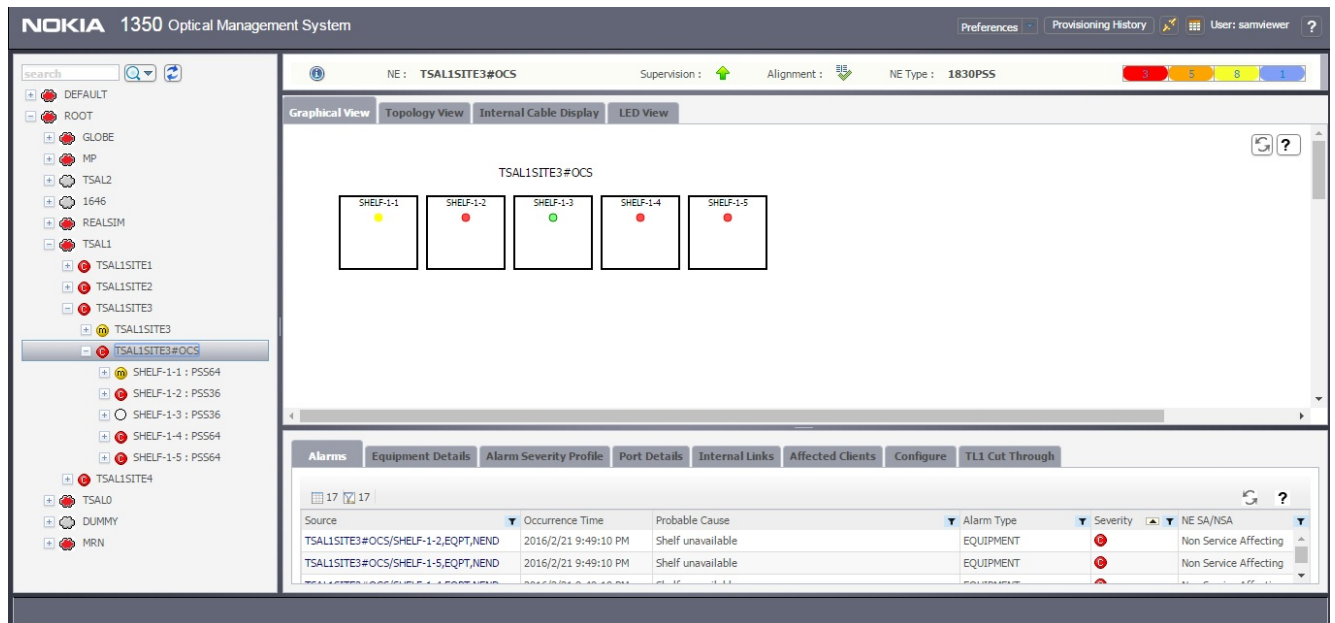 NOKIA 1350 Optical Management System
Preferences Provisioning History User: samviewer ?
search
NE : TSAL1SITE3#OCS Supervision : Alignment : NE Type : 1830PSS 3 5 8 1
DEFAULT
ROOT
GLOBE
MP
TSAL2
1646
REALSIM
TSAL1
TSAL1SITE1
TSAL1SITE2
TSAL1SITE3
m TSAL1SITE3
C TSAL1SITE3#OCS
m SHELF-1-1 : PSS64
C SHELF-1-2 : PSS36
SHELF-1-3 : PSS36
C SHELF-1-4 : PSS64
C SHELF-1-5 : PSS64
C TSAL1SITE4
TSAL0
DUMMY
MRN
Graphical View Topology View Internal Cable Display LED View
?
TSAL1SITE3#OCS
SHELF-1-1 SHELF-1-2 SHELF-1-3 SHELF-1-4 SHELF-1-5
Alarms Equipment Details Alarm Severity Profile Port Details Internal Links Affected Clients Configure TL1 Cut Through
17 17 ?
Source Occurrence Time Probable Cause Alarm Type Severity NE SA/NSA
TSAL1SITE3#OCS/SHELF-1-2,EQPT,NEND 2016/2/21 9:49:10 PM Shelf unavailable EQUIPMENT C Non Service Affecting
TSAL1SITE3#OCS/SHELF-1-5,EQPT,NEND 2016/2/21 9:49:10 PM Shelf unavailable EQUIPMENT C Non Service Affecting